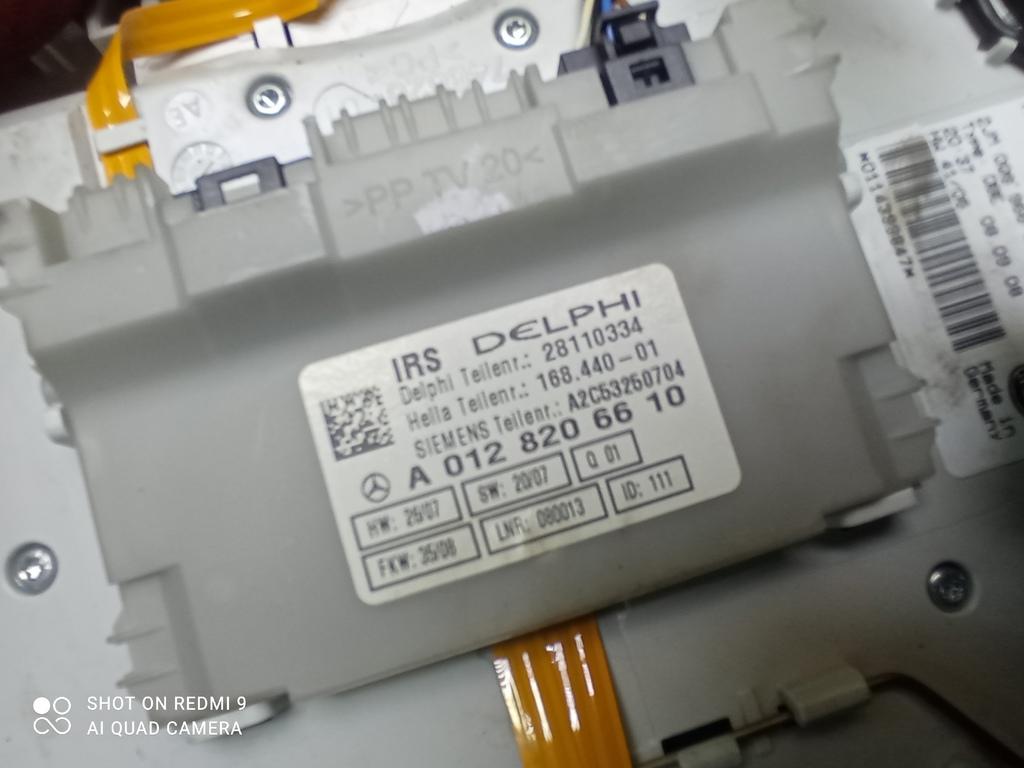 >PP TV 20<
IRS DELPHI
Delphi Teilenr.: 28110334
Hella Teilenr.: 168.440-01
SIEMENS Teilenr.: A2C53250704
A 012 820 66 10
HW: 26/07 SW: 20/07 Q 01
FKW: 35/08 LNR: 080013 ID: 111
Made in
Germany
SHOT ON REDMI 9
AI QUAD CAMERA